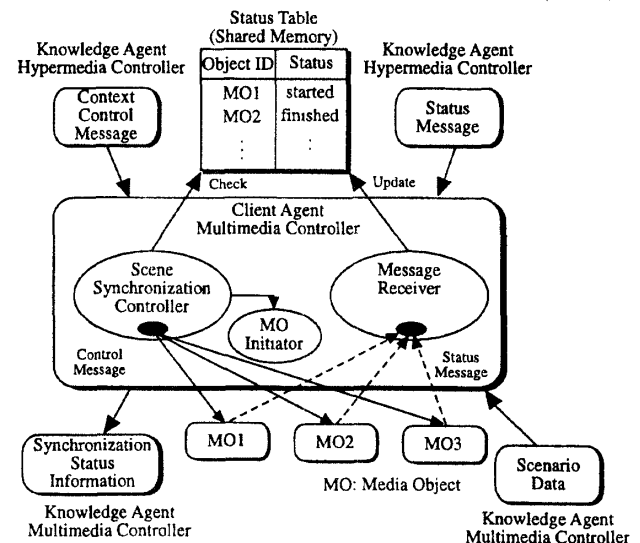 Status Table
(Shared Memory)
Knowledge Agent
Hypermedia Controller
Object ID Status
MO1 started
MO2 finished
Knowledge Agent
Hypermedia Controller
Context
Control
Message
Status
Message
Check
Update
Client Agent
Multimedia Controller
Scene
Synchronization
Controller
Message
Receiver
MO
Initiator
Control
Message
Status
Message
MO1
MO2
MO3
Synchronization
Status
Information
MO: Media Object
Scenario
Data
Knowledge Agent
Multimedia Controller
Knowledge Agent
Multimedia Controller